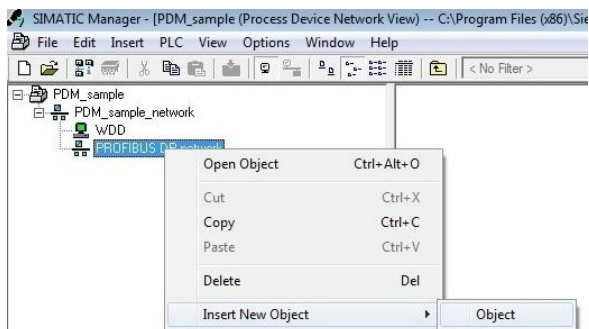 SIMATIC Manager - [PDM_sample (Process Device Network View) -- C:\Program Files (x86)\Sie
File Edit Insert PLC View Options Window Help
< No Filter >
PDM_sample
PDM_sample_network
WDD
PROFIBUS DP network
Open Object Ctrl+Alt+O
Cut Ctrl+X
Copy Ctrl+C
Paste Ctrl+V
Delete Del
Insert New Object Object